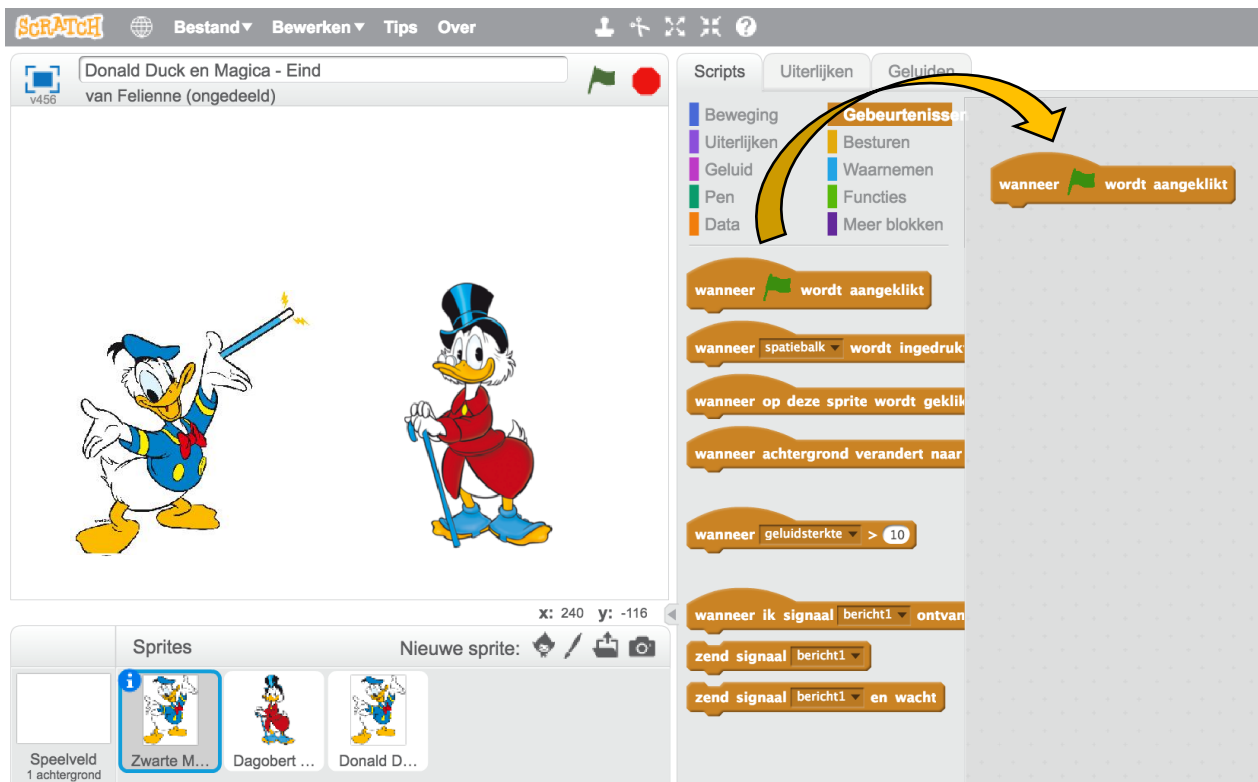 SCRATCH Bestand Bewerken Tips Over
v456
Donald Duck en Magica - Eind
van Felienne (ongedeeld)
x: 240 y: -116
Sprites
Nieuwe sprite:
Speelveld
1 achtergrond
Zwarte M...
Dagobert ...
Donald D...
Scripts Uiterlijken Geluiden
Beweging
Uiterlijken
Geluid
Pen
Data
Gebeurtenissen
Besturen
Waarnemen
Functies
Meer blokken
wanneer wordt aangeklikt
wanneer spatiebalk wordt ingedruk
wanneer op deze sprite wordt geklik
wanneer achtergrond verandert naar
wanneer geluidsterkte > 10
wanneer ik signaal bericht1 ontvan
zend signaal bericht1
zend signaal bericht1 en wacht
wanneer wordt aangeklikt